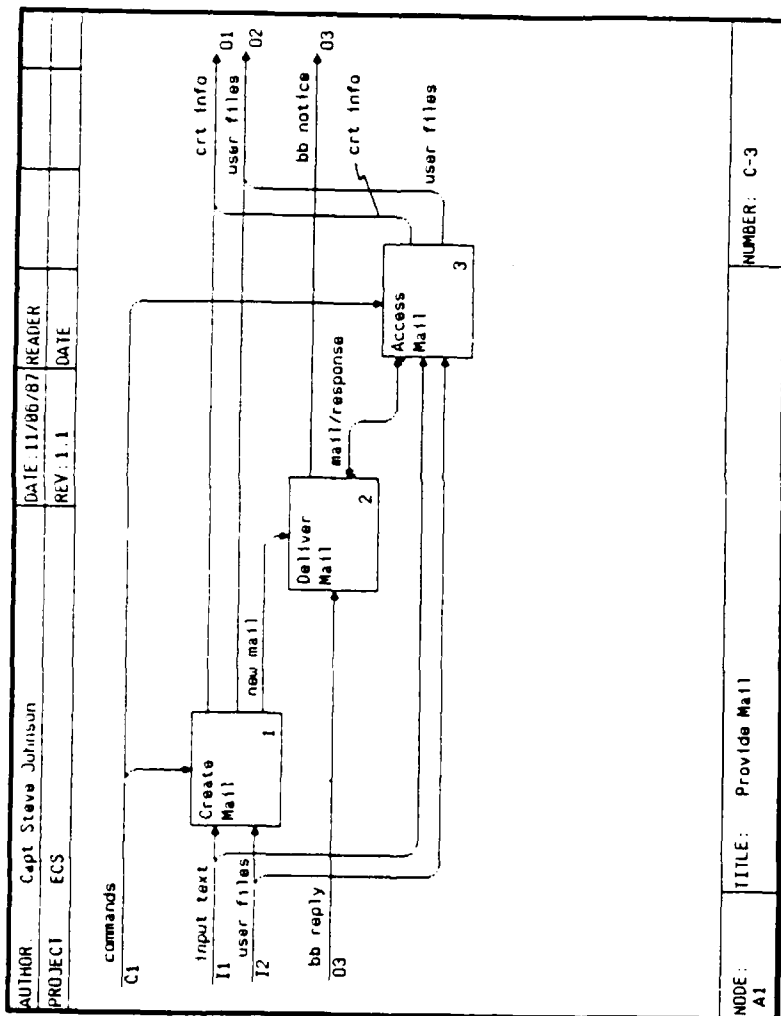 AUTHOR: Capt Steve Johnson
DATE: 11/06/87
READER
PROJECT ECS
REV: 1.1
DATE
commands
C1
input text
I1
user files
I2
bb reply
O3
Create
Mail
1
new mail
Deliver
Mail
2
mail/response
Access
Mail
3
crt info
O1
user files
O2
bb notice
O3
crt info
user files
NODE:
A1
TITLE: Provide Mail
NUMBER: C-3